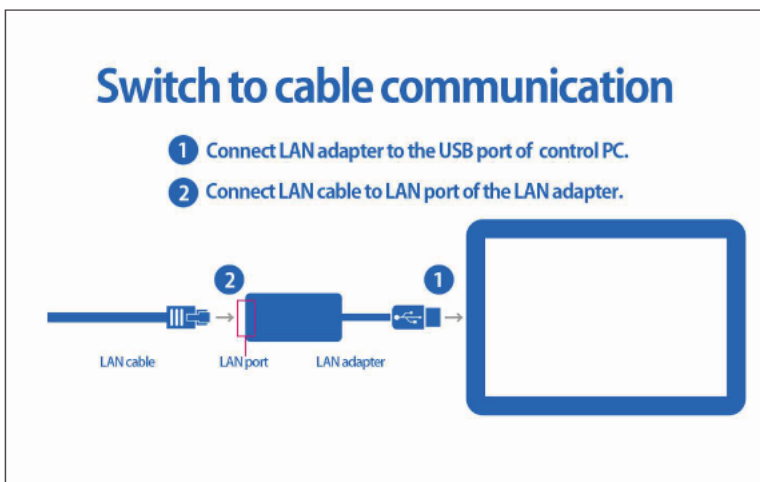 Switch to cable communication
1 Connect LAN adapter to the USB port of control PC.
2 Connect LAN cable to LAN port of the LAN adapter.
2
1
LAN cable
LAN port
LAN adapter